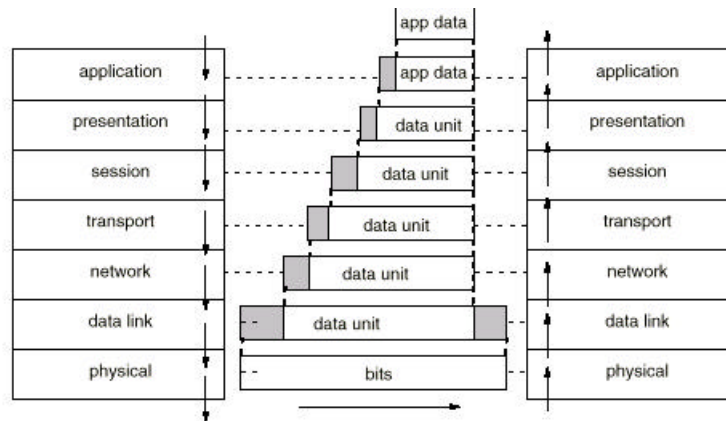 app data
application app data application
presentation data unit presentation
session data unit session
transport data unit transport
network data unit network
data link data unit data link
physical bits physical